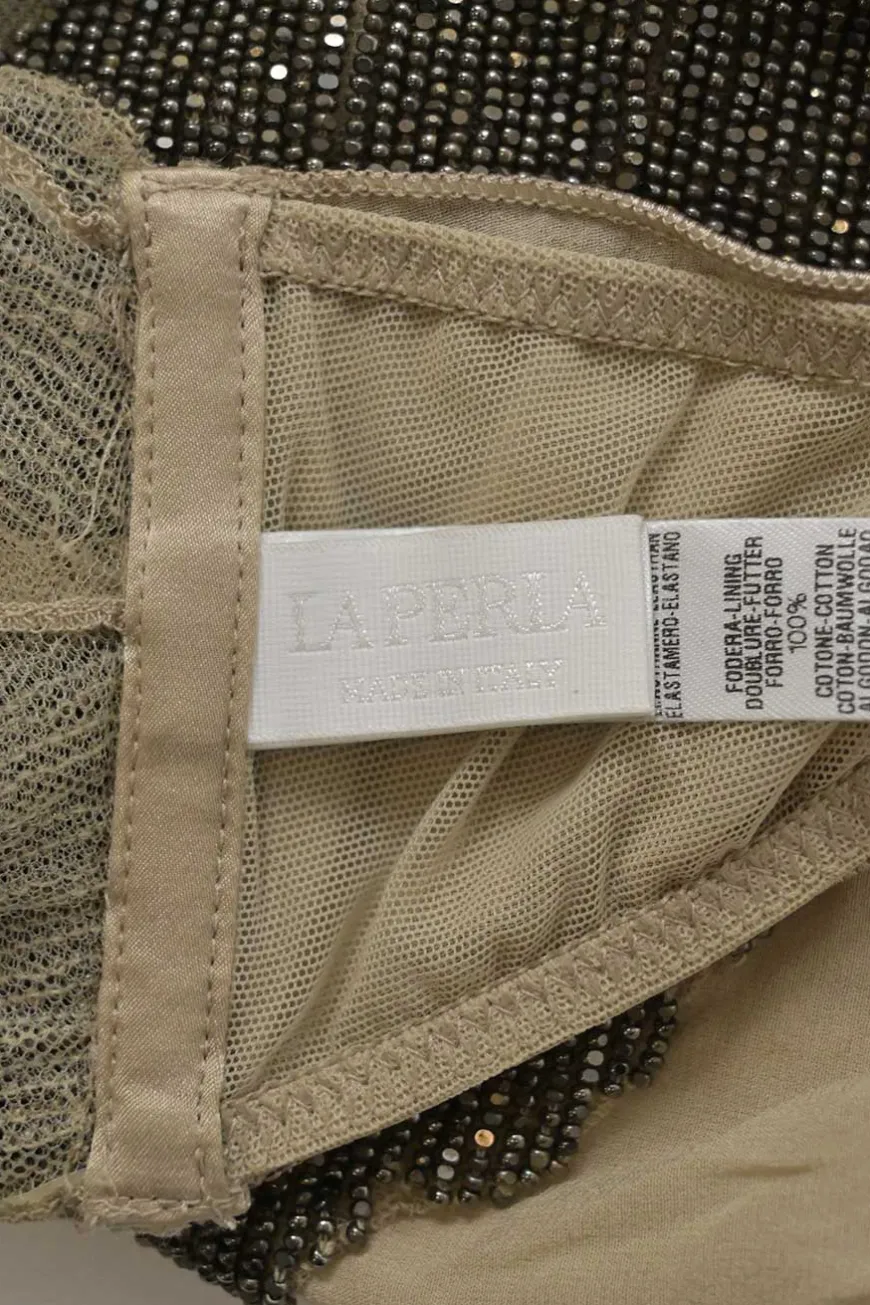 LA PERLA
MADE IN ITALY
ELASTAMERO-ELASTANO
FODERA-LINING
DOUBLURE-FUTTER
FORRO-FORRO
100%
COTONE-COTTON
COTON-BAUMWOLLE